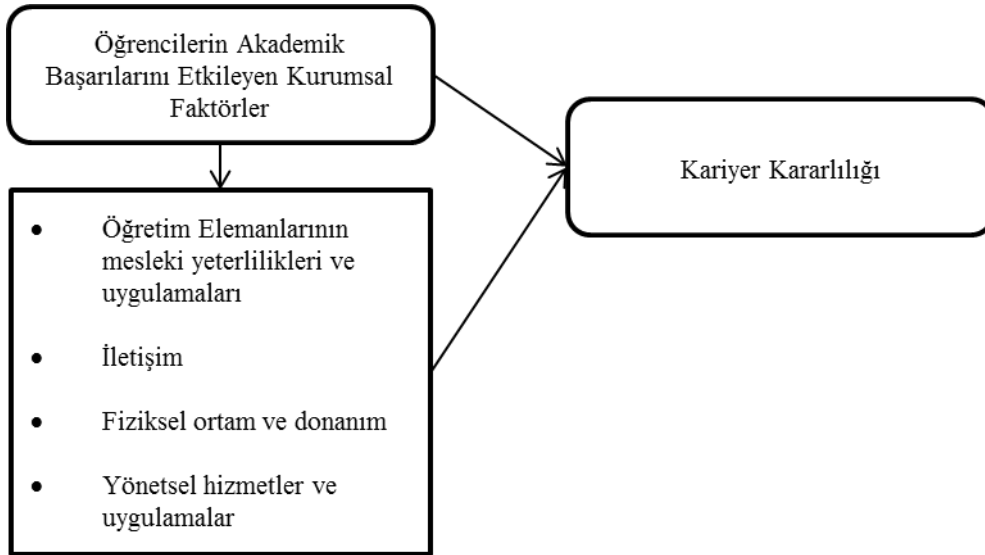 Öğrencilerin Akademik
Başarılarını Etkileyen Kurumsal
Faktörler
Kariyer Kararlılığı
• Öğretim Elemanlarının
mesleki yeterlilikleri ve
uygulamaları
• İletişim
• Fiziksel ortam ve donanım
• Yönetsel hizmetler ve
uygulamalar